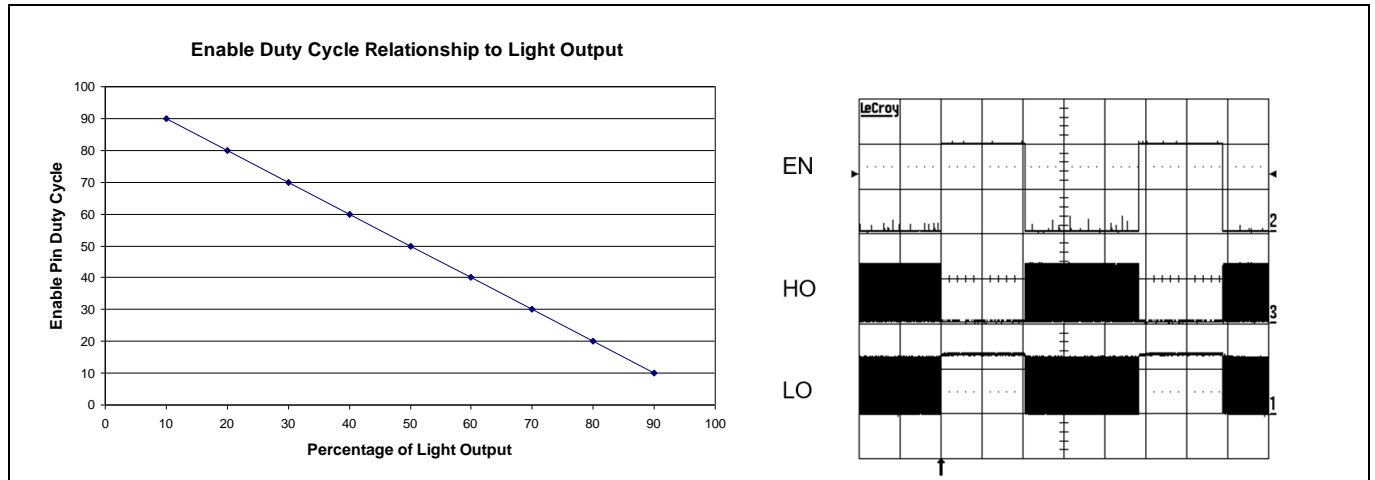 Enable Duty Cycle Relationship to Light Output
Enable Pin Duty Cycle
100
90
80
70
60
50
40
30
20
10
0
0 10 20 30 40 50 60 70 80 90 100
Percentage of Light Output
LeCroy
EN
2
HO
3
LO
1